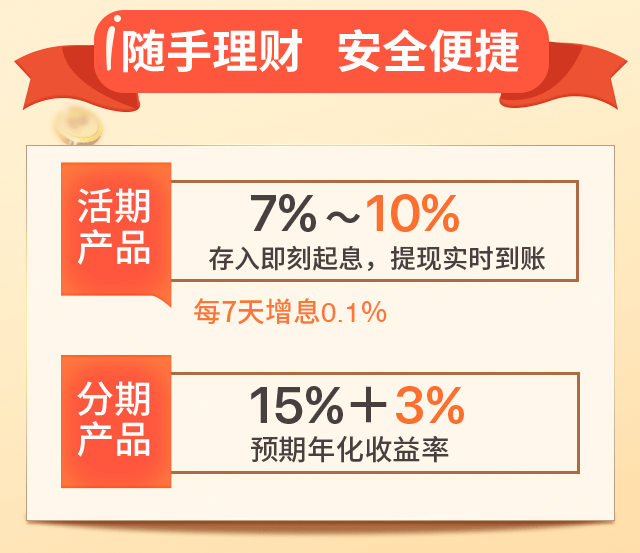 随手理财 安全便捷
活期产品
7%～10%
存入即刻起息，提现实时到账
每7天增息0.1%
分期产品
15%＋3%
预期年化收益率